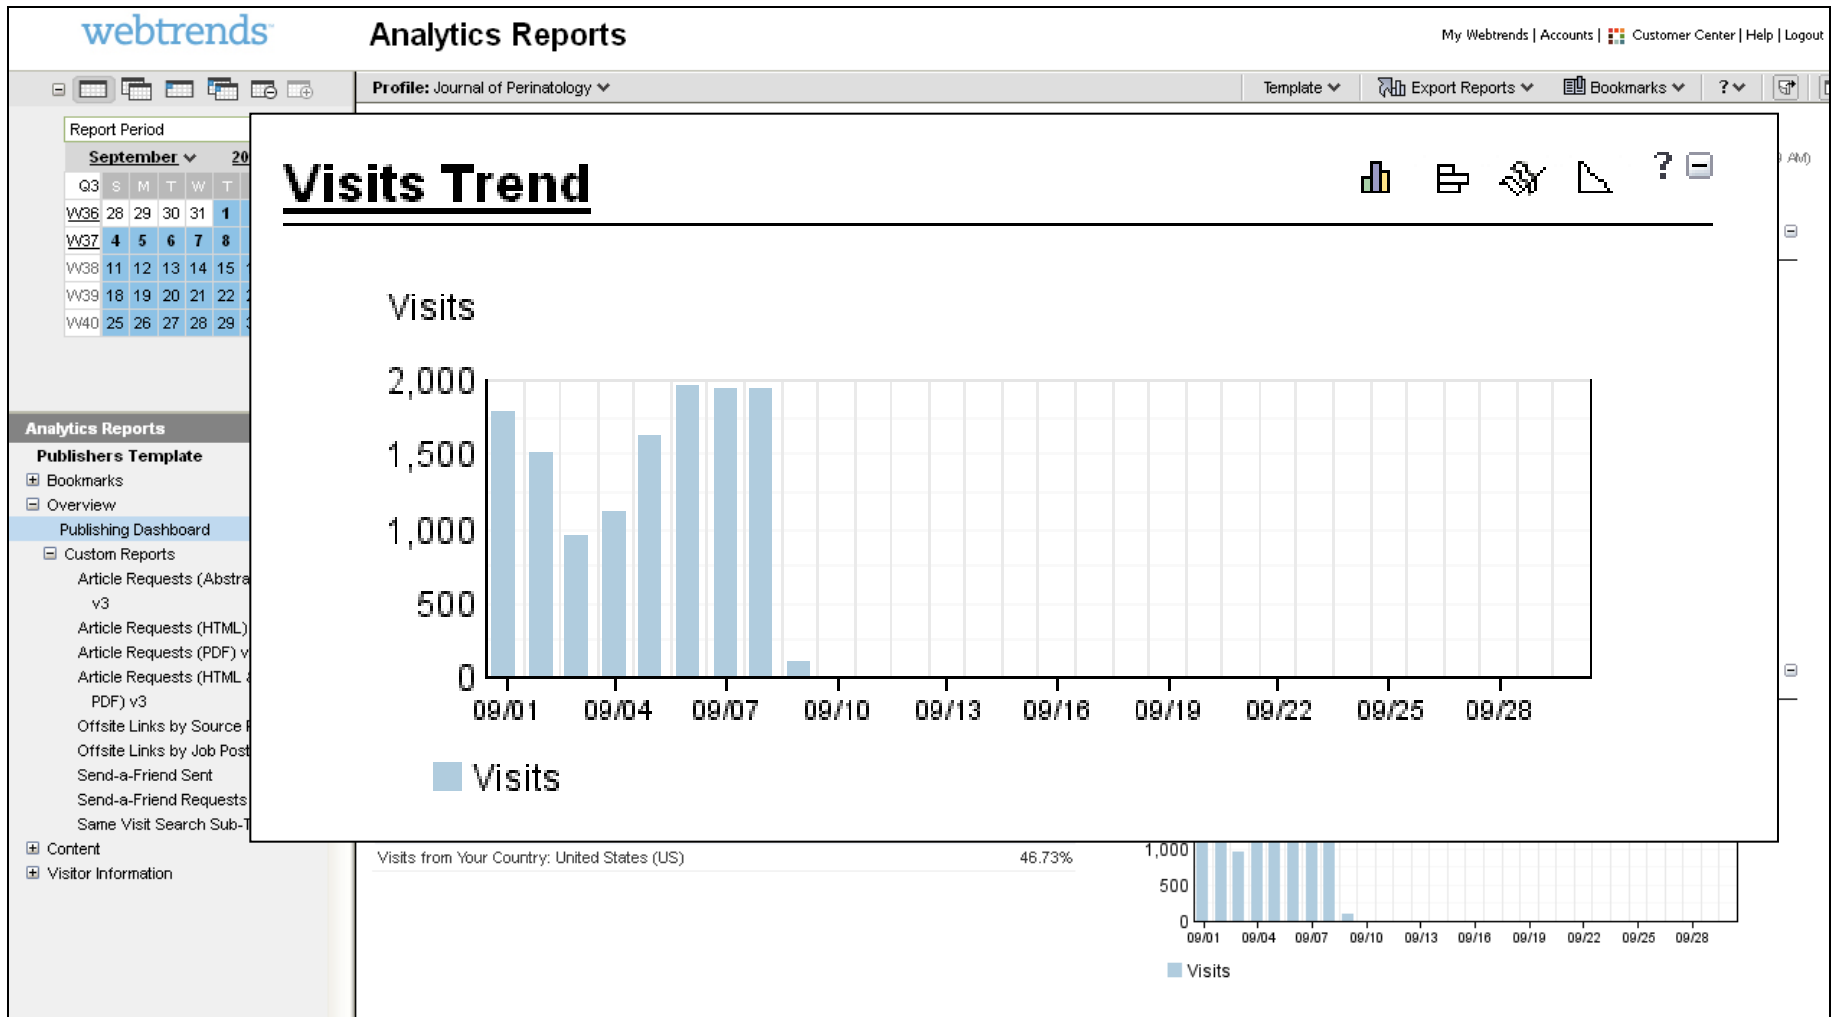 webtrends
Analytics Reports
My Webtrends | Accounts | Customer Center | Help | Logout
Profile: Journal of Perinatology
Template
Export Reports
Bookmarks
?
Report Period
September 20
Q3 S M T W T
W36 28 29 30 31 1
W37 4 5 6 7 8
W38 11 12 13 14 15
W39 18 19 20 21 22
W40 25 26 27 28 29
AM)
Analytics Reports
Publishers Template
Bookmarks
Overview
Publishing Dashboard
Custom Reports
Article Requests (Abstra
v3
Article Requests (HTML)
Article Requests (PDF) v
Article Requests (HTML
PDF) v3
Offsite Links by Source
Offsite Links by Job Post
Send-a-Friend Sent
Send-a-Friend Requests
Same Visit Search Sub-T
Content
Visitor Information
Visits Trend
?
Visits
2,000
1,500
1,000
500
0
09/01 09/04 09/07 09/10 09/13 09/16 09/19 09/22 09/25 09/28
Visits
Visits from Your Country: United States (US) 46.73%
1,000
500
0
09/01 09/04 09/07 09/10 09/13 09/16 09/19 09/22 09/25 09/28
Visits